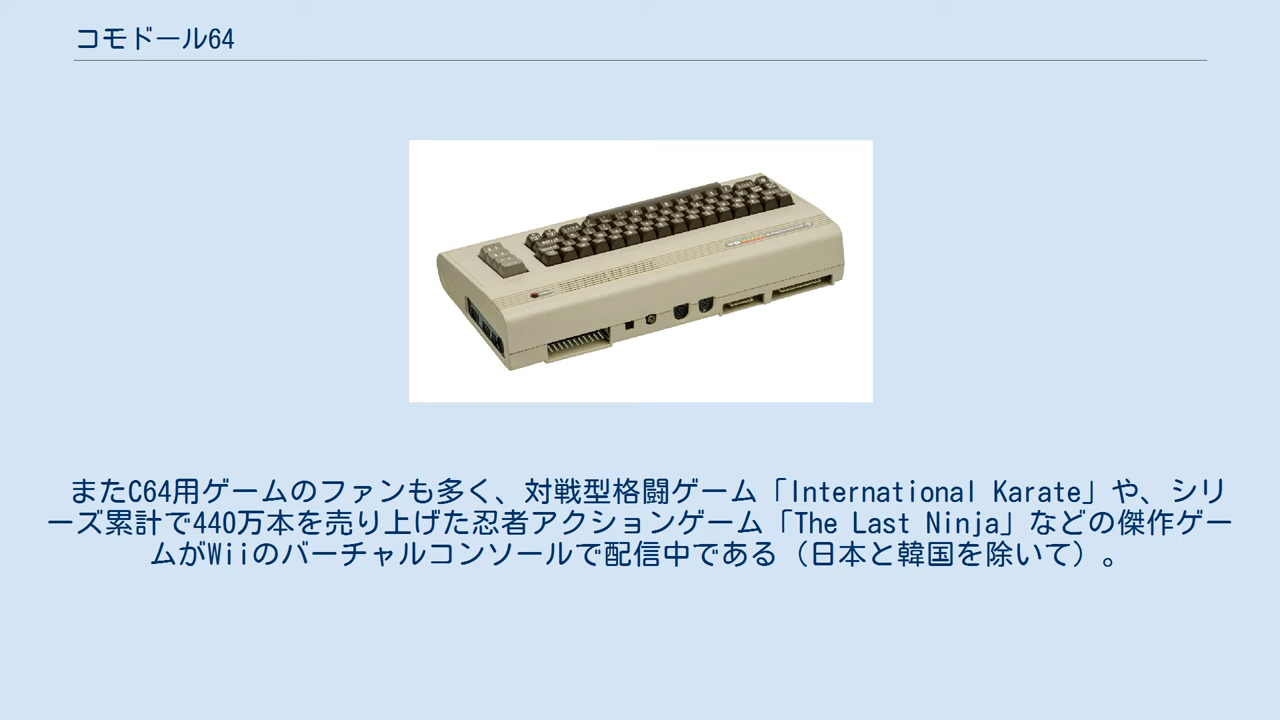 コモドール64
またC64用ゲームのファンも多く、対戦型格闘ゲーム「International Karate」や、シリ
ーズ累計で440万本を売り上げた忍者アクションゲーム「The Last Ninja」などの傑作ゲー
ムがWiiのバーチャルコンソールで配信中である（日本と韓国を除いて）。